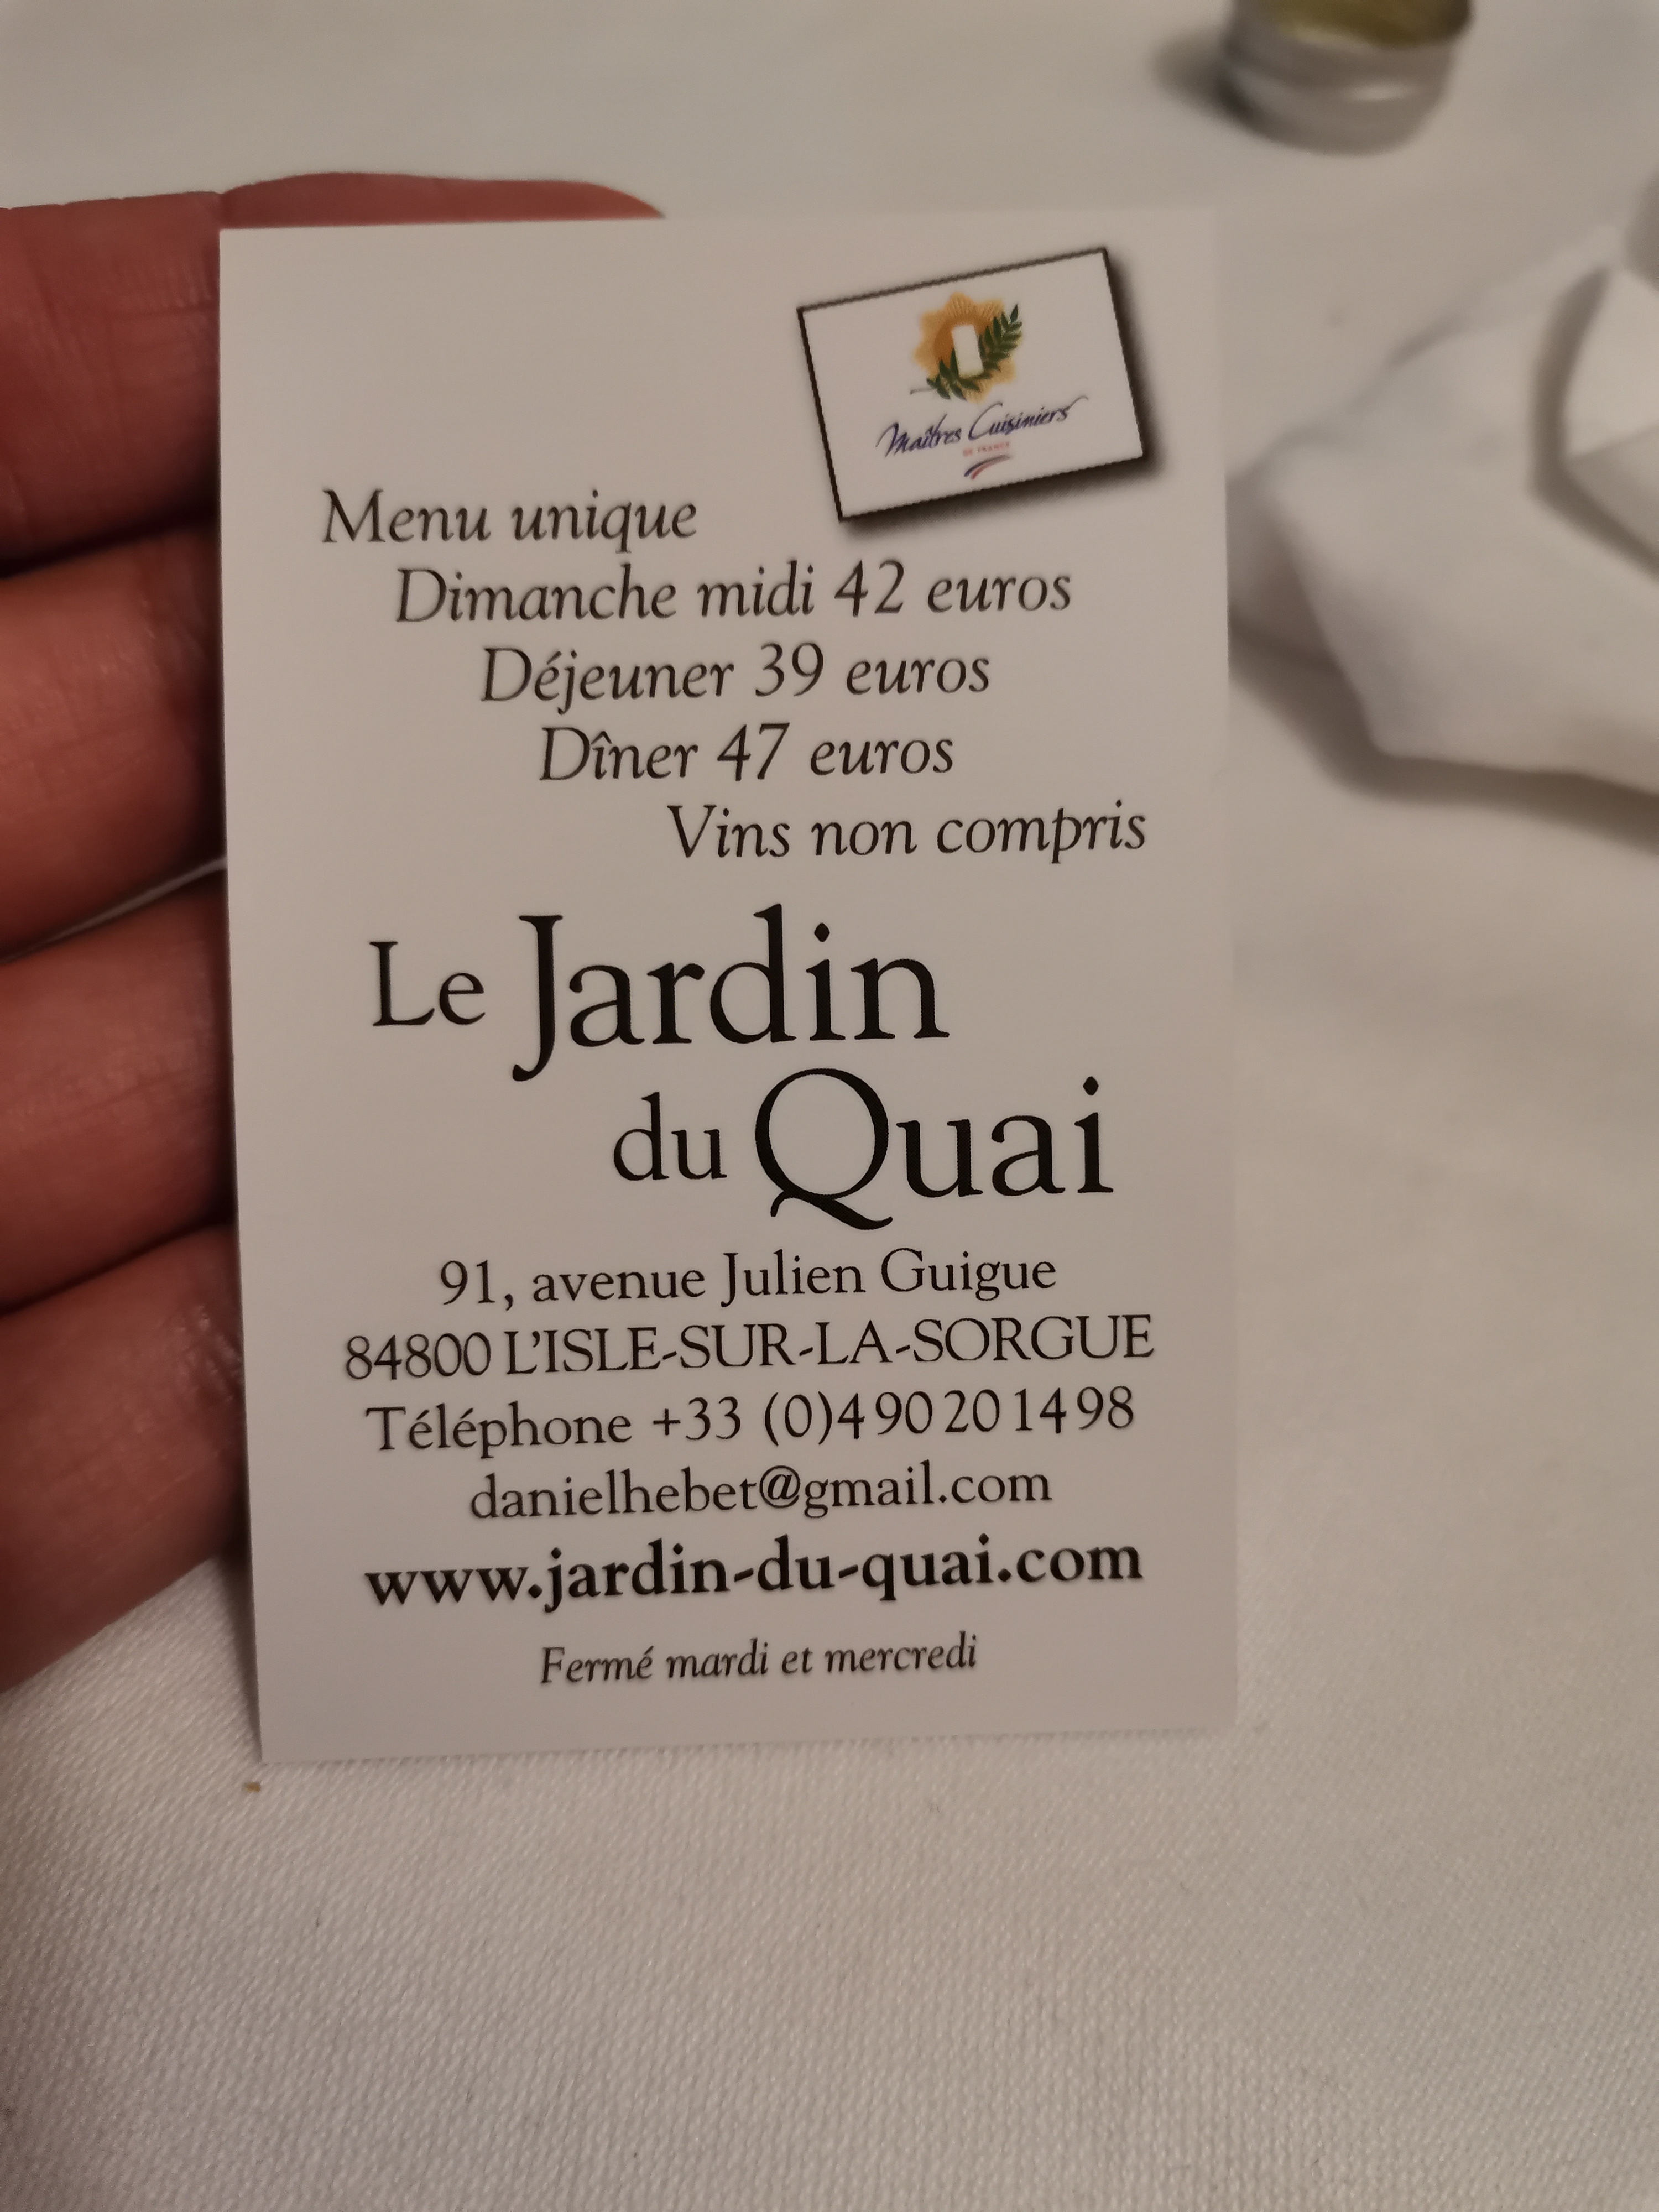 Maîtres Cuisiniers
DE FRANCE
Menu unique
Dimanche midi 42 euros
Déjeuner 39 euros
Dîner 47 euros
Vins non compris
Le Jardin
du Quai
91, avenue Julien Guigue
84800 L'ISLE-SUR-LA-SORGUE
Téléphone +33 (0)4 90 20 14 98
danielhebet@gmail.com
www.jardin-du-quai.com
Fermé mardi et mercredi